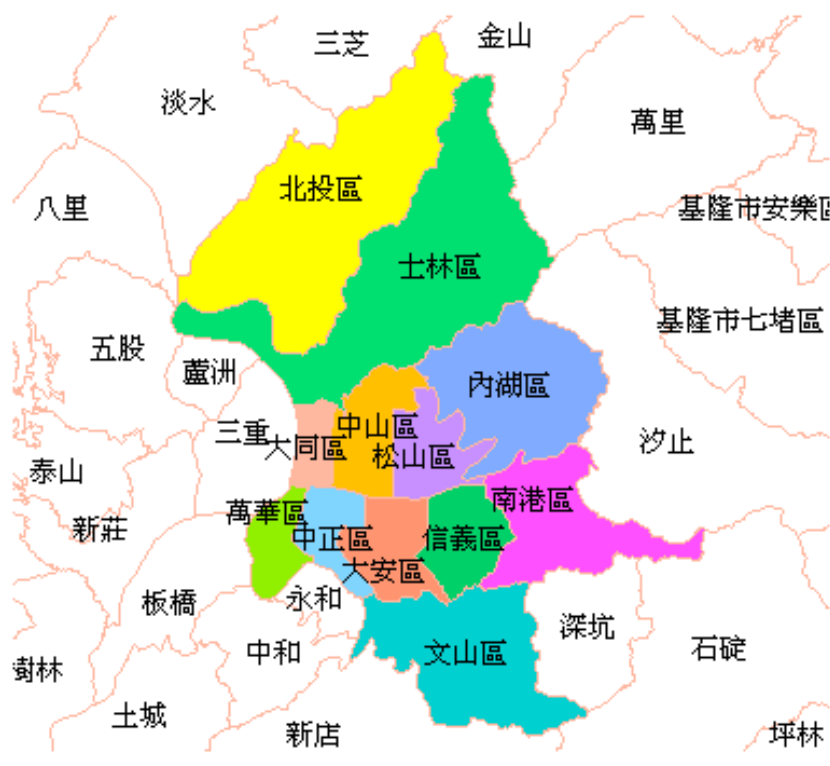 三芝
金山
淡水
萬里
北投區
八里
基隆市安樂區
士林區
基隆市七堵區
五股
蘆洲
內湖區
中山區
三重
大同區
松山區
汐止
泰山
南港區
萬華區
新莊
中正區
信義區
大安區
板橋
永和
深坑
中和
文山區
石碇
樹林
土城
新店
坪林